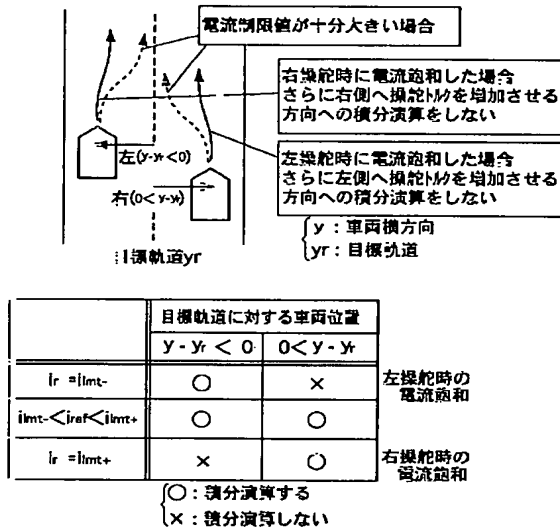 電流制限値が十分大きい場合
右操舵時に電流飽和した場合
さらに右側へ操舵トルクを増加させる
方向への積分演算をしない
左(y-yr<0)
左操舵時に電流飽和した場合
さらに左側へ操舵トルクを増加させる
方向への積分演算をしない
右(0<y-yr)
y：車両横方向
yr：目標軌道
目標軌道yr
目標軌道に対する車両位置
y - yr < 0
0 < y - yr
ir = ilmt-
○
×
左操舵時の
電流飽和
ilmt-<iref<ilmt+
○
○
ir = ilmt+
×
○
右操舵時の
電流飽和
○：積分演算する
×：積分演算しない